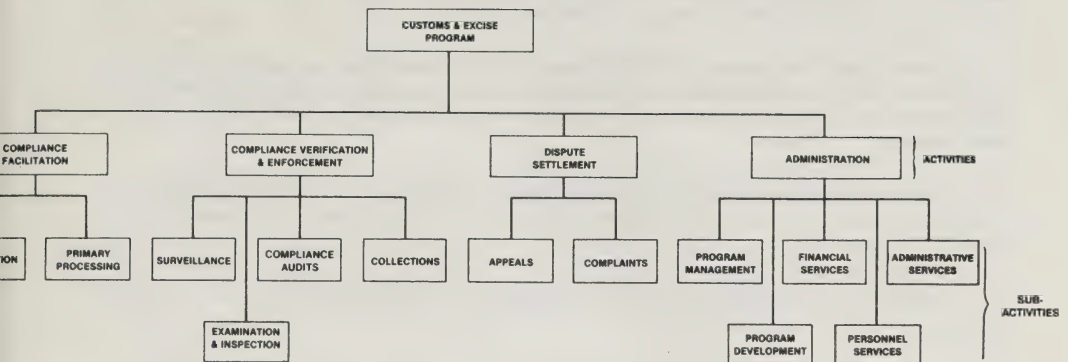 CUSTOMS & EXCISE
PROGRAM
COMPLIANCE
FACILITATION
COMPLIANCE VERIFICATION
& ENFORCEMENT
DISPUTE
SETTLEMENT
ADMINISTRATION
ACTIVITIES
PRIMARY
PROCESSING
SURVEILLANCE
COMPLIANCE
AUDITS
COLLECTIONS
APPEALS
COMPLAINTS
PROGRAM
MANAGEMENT
FINANCIAL
SERVICES
ADMINISTRATIVE
SERVICES
SUB-
ACTIVITIES
EXAMINATION
& INSPECTION
PROGRAM
DEVELOPMENT
PERSONNEL
SERVICES